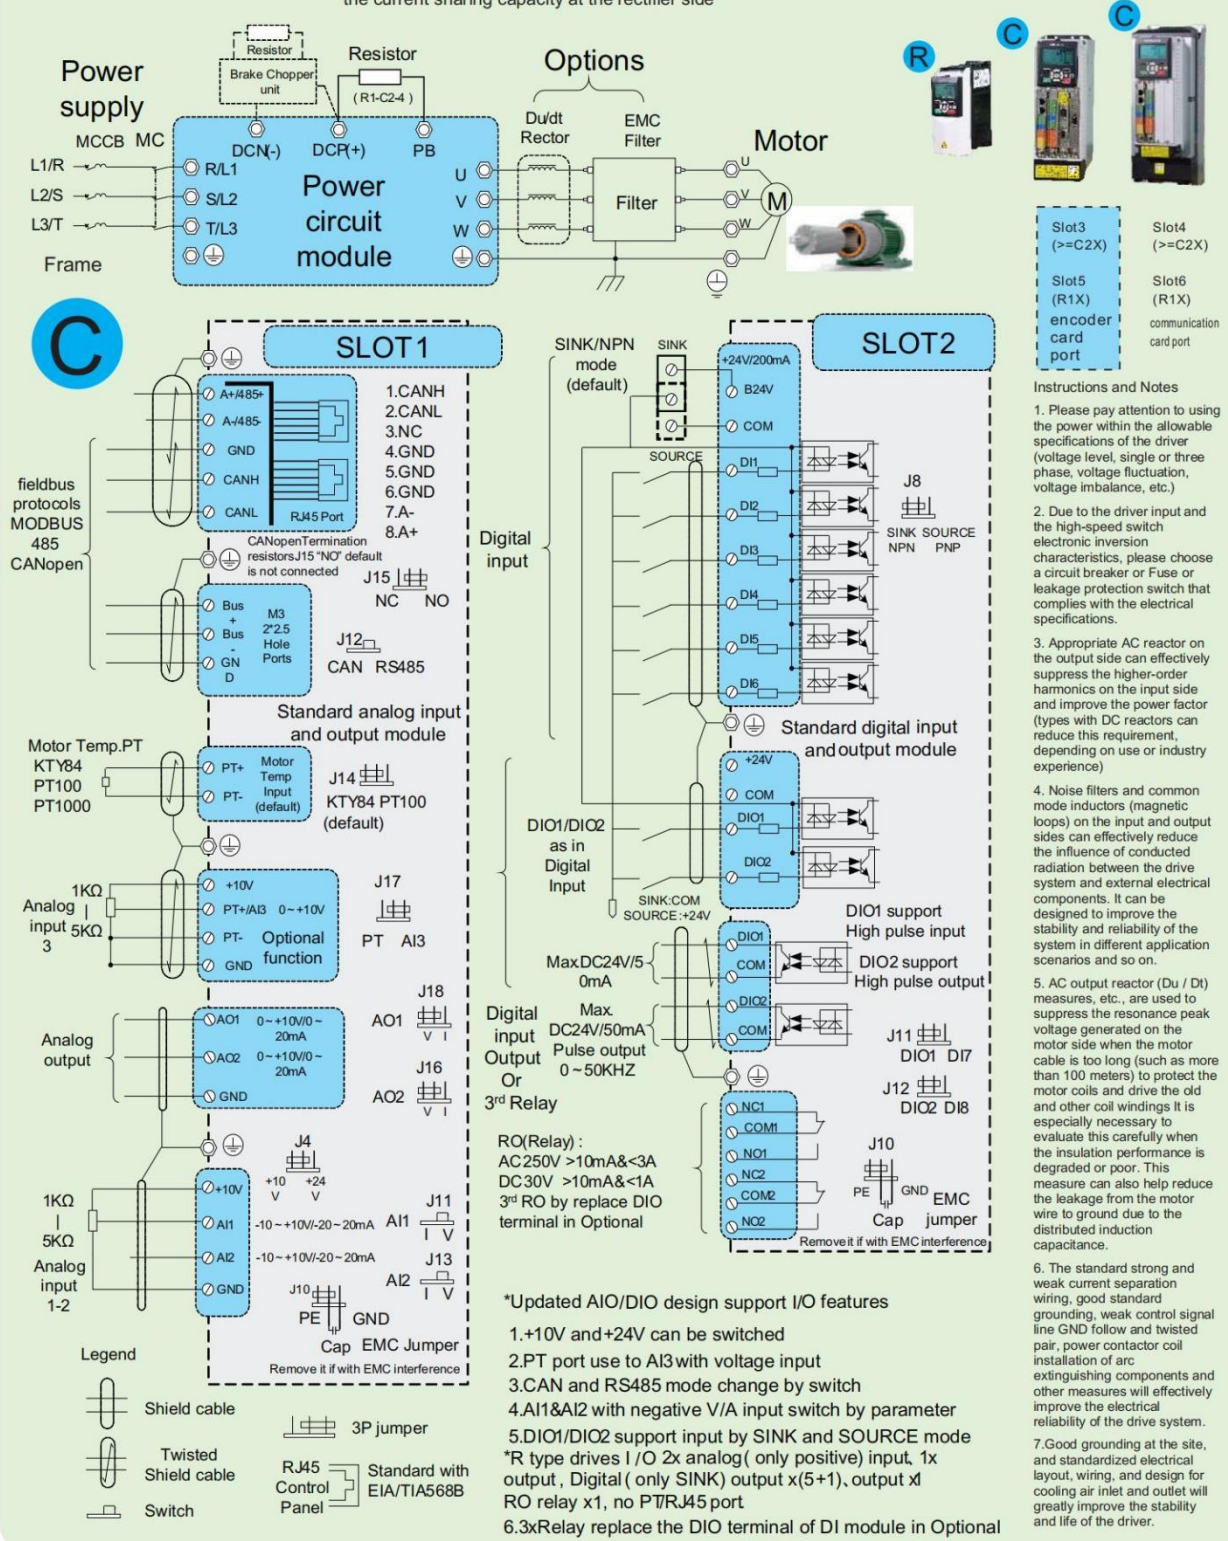 the current sharing capacity at the rectifier side
Resistor
Brake Chopper
unit
Resistor
( R1-C2-4 )
Power
supply
MCCB MC
L1/R
L2/S
L3/T
Frame
DCN(-)
DCP(+)
PB
R/L1
S/L2
T/L3
Power
circuit
module
U
V
W
Options
Du/dt
Rector
EMC
Filter
Filter
Motor
U
V
W
M
R
C
C
Slot3
(>=C2X)
Slot5
(R1X)
encoder
card
port
Slot4
(>=C2X)
Slot6
(R1X)
communication
card port
C
SLOT1
A+/485+
A-/485-
GND
CANH
CANL
RJ45 Port
1.CANH
2.CANL
3.NC
4.GND
5.GND
6.GND
7.A-
8.A+
fieldbus
protocols
MODBUS
485
CANopen
CANopenTermination
resistorsJ15 "NO" default
is not connected
J15
NC NO
Bus
+
Bus
-
GN
D
M3
2*2.5
Hole
Ports
J12
CAN RS485
Standard analog input
and output module
Motor Temp.PT
KTY84
PT100
PT1000
PT+
PT-
Motor
Temp
Input
(default)
J14
KTY84 PT100
(default)
1KΩ
|
5KΩ
Analog
input
3
+10V
PT+/AI3 0~+10V
PT-
GND
Optional
function
J17
PT AI3
Analog
output
AO1 0~+10V/0~
20mA
AO2 0~+10V/0~
20mA
GND
J18
AO1
V I
J16
AO2
V I
J4
+10 +24
V V
1KΩ
|
5KΩ
Analog
input
1-2
+10V
AI1 -10~+10V/-20~20mA
AI2 -10~+10V/-20~20mA
GND
J11
AI1
I V
J13
AI2
I V
J10
PE GND
Cap EMC Jumper
Remove it if with EMC interference
Legend
Shield cable
Twisted
Shield cable
Switch
3P jumper
RJ45
Control
Panel
Standard with
EIA/TIA568B
SLOT2
SINK/NPN
mode
(default)
SINK
SOURCE
+24V/200mA
B24V
COM
DI1
DI2
DI3
DI4
DI5
DI6
Digital
input
J8
SINK SOURCE
NPN PNP
Standard digital input
and output module
+24V
COM
DIO1
DIO2
DIO1/DIO2
as in
Digital
Input
SINK:COM
SOURCE:+24V
DIO1 support
High pulse input
DIO2 support
High pulse output
DIO1
COM
DIO2
COM
Max.DC24V/5
0mA
Max.
DC24V/50mA
Pulse output
0~50KHZ
Digital
input
Output
Or
3rd Relay
J11
DIO1 DI7
J12
DIO2 DI8
NC1
COM1
NO1
NC2
COM2
NO2
RO(Relay) :
AC250V >10mA&<3A
DC30V >10mA&<1A
3rd RO by replace DIO
terminal in Optional
J10
PE GND EMC
Cap jumper
Remove it if with EMC interference
*Updated AIO/DIO design support I/O features
1.+10V and +24V can be switched
2.PT port use to AI3 with voltage input
3.CAN and RS485 mode change by switch
4.AI1&AI2 with negative V/A input switch by parameter
5.DIO1/DIO2 support input by SINK and SOURCE mode
*R type drives I /O 2x analog( only positive) input, 1x
output , Digital ( only SINK) output x(5+1)、output x1
RO relay x1, no PT/RJ45 port
6.3xRelay replace the DIO terminal of DI module in Optional
Instructions and Notes
1. Please pay attention to using
the power within the allowable
specifications of the driver
(voltage level, single or three
phase, voltage fluctuation,
voltage imbalance, etc.)
2. Due to the driver input and
the high-speed switch
electronic inversion
characteristics, please choose
a circuit breaker or Fuse or
leakage protection switch that
complies with the electrical
specifications.
3. Appropriate AC reactor on
the output side can effectively
suppress the higher-order
harmonics on the input side
and improve the power factor
(types with DC reactors can
reduce this requirement,
depending on use or industry
experience)
4. Noise filters and common
mode inductors (magnetic
loops) on the input and output
sides can effectively reduce
the influence of conducted
radiation between the drive
system and external electrical
components. It can be
designed to improve the
stability and reliability of the
system in different application
scenarios and so on.
5. AC output reactor (Du / Dt)
measures, etc., are used to
suppress the resonance peak
voltage generated on the
motor side when the motor
cable is too long (such as more
than 100 meters) to protect the
motor coils and drive the old
and other coil windings It is
especially necessary to
evaluate this carefully when
the insulation performance is
degraded or poor. This
measure can also help reduce
the leakage from the motor
wire to ground due to the
distributed induction
capacitance.
6. The standard strong and
weak current separation
wiring, good standard
grounding, weak control signal
line GND follow and twisted
pair, power contactor coil
installation of arc
extinguishing components and
other measures will effectively
improve the electrical
reliability of the drive system.
7.Good grounding at the site,
and standardized electrical
layout, wiring, and design for
cooling air inlet and outlet will
greatly improve the stability
and life of the driver.